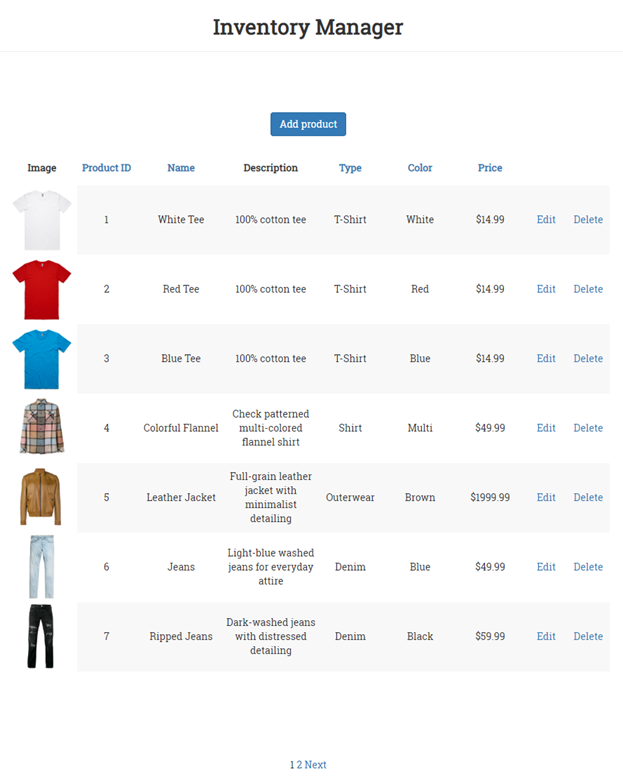 Inventory Manager
Add product
Image Product ID Name Description Type Color Price
1 White Tee 100% cotton tee T-Shirt White $14.99 Edit Delete
2 Red Tee 100% cotton tee T-Shirt Red $14.99 Edit Delete
3 Blue Tee 100% cotton tee T-Shirt Blue $14.99 Edit Delete
Check patterned
4 Colorful Flannel multi-colored Shirt Multi $49.99 Edit Delete
flannel shirt
Full-grain leather
jacket with
5 Leather Jacket Outerwear Brown $1999.99 Edit Delete
minimalist
detailing
Light-blue washed
6 Jeans jeans for everyday Denim Blue $49.99 Edit Delete
attire
Dark-washed jeans
7 Ripped Jeans with distressed Denim Black $59.99 Edit Delete
detailing
1 2 Next